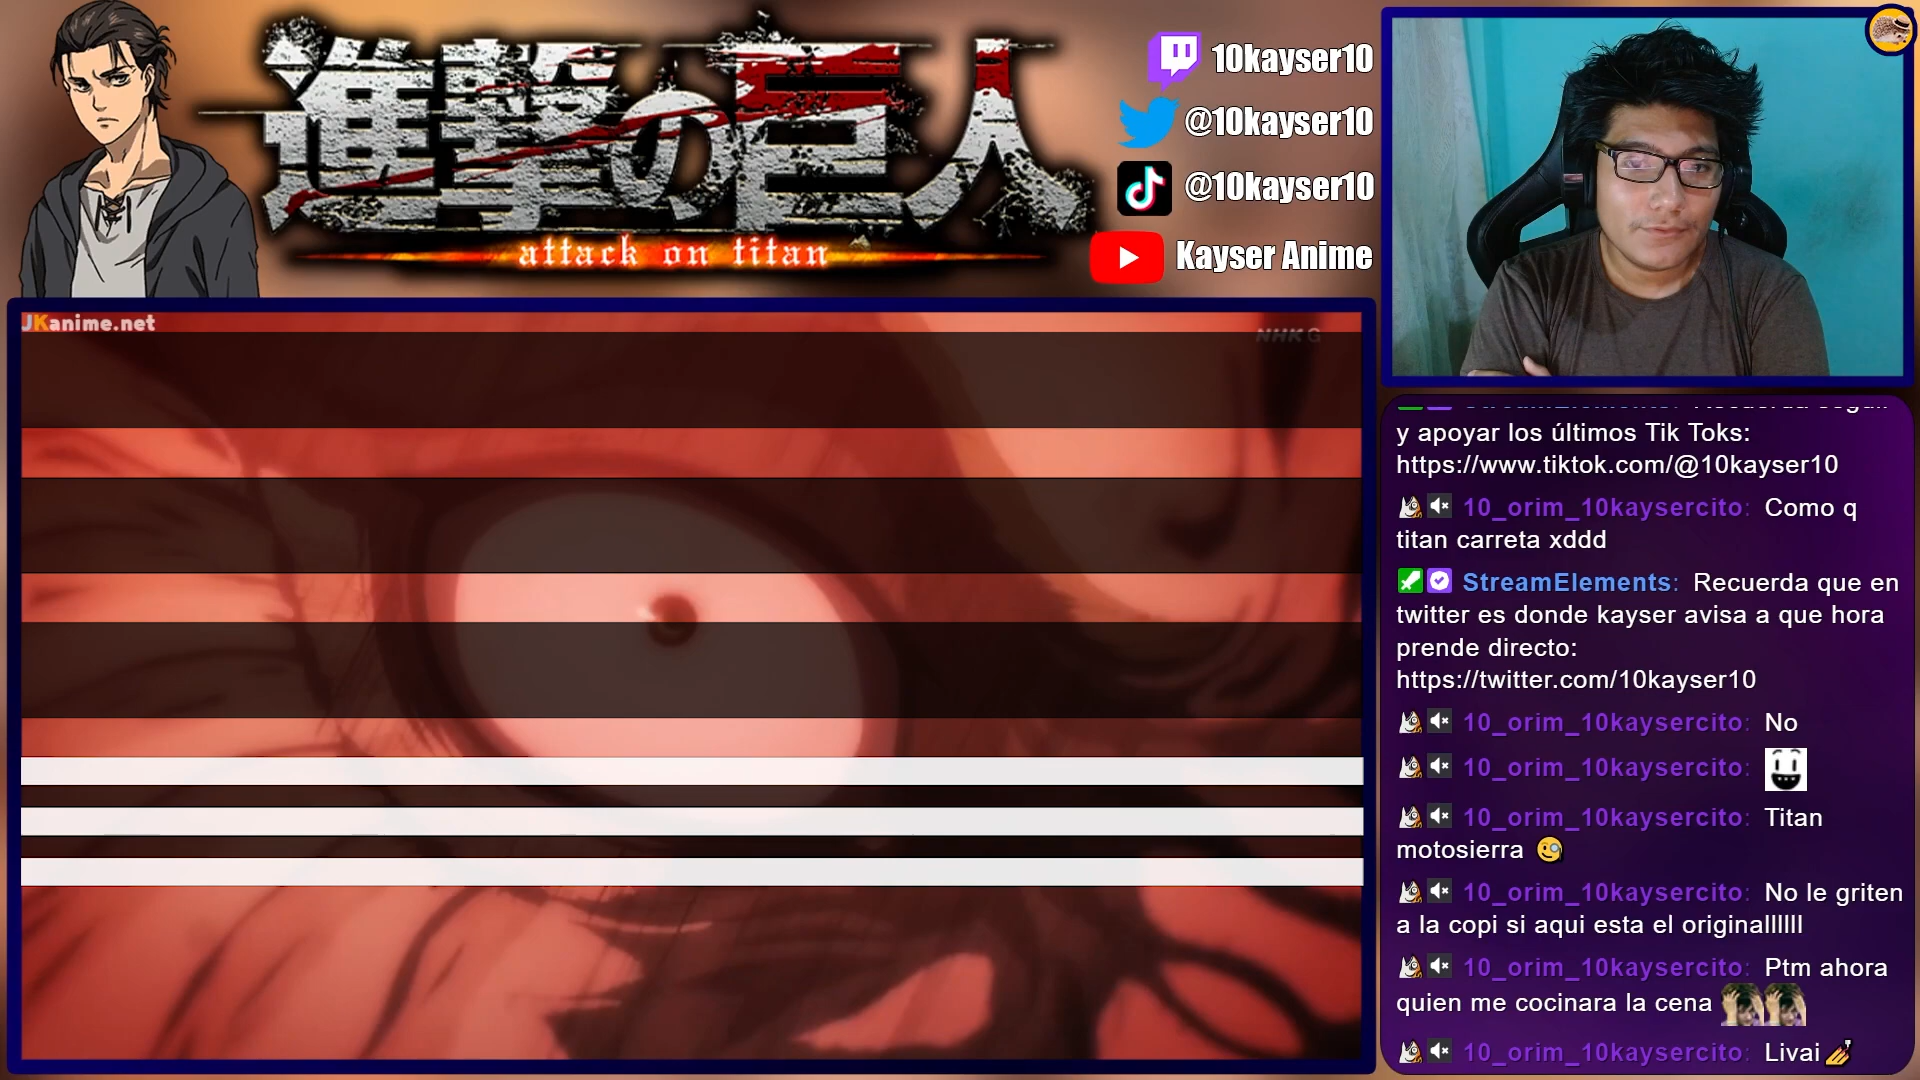 進撃の巨人
attack on titan
10kayser10
@10kayser10
@10kayser10
Kayser Anime
JKanime.net
NHK G
y apoyar los últimos Tik Toks:
https://www.tiktok.com/@10kayser10
10_orim_10kaysercito: Como q
titan carreta xddd
StreamElements: Recuerda que en
twitter es donde kayser avisa a que hora
prende directo:
https://twitter.com/10kayser10
10_orim_10kaysercito: No
10_orim_10kaysercito:
10_orim_10kaysercito: Titan
motosierra
10_orim_10kaysercito: No le griten
a la copi si aqui esta el originallllll
10_orim_10kaysercito: Ptm ahora
quien me cocinara la cena
10_orim_10kaysercito: Livai